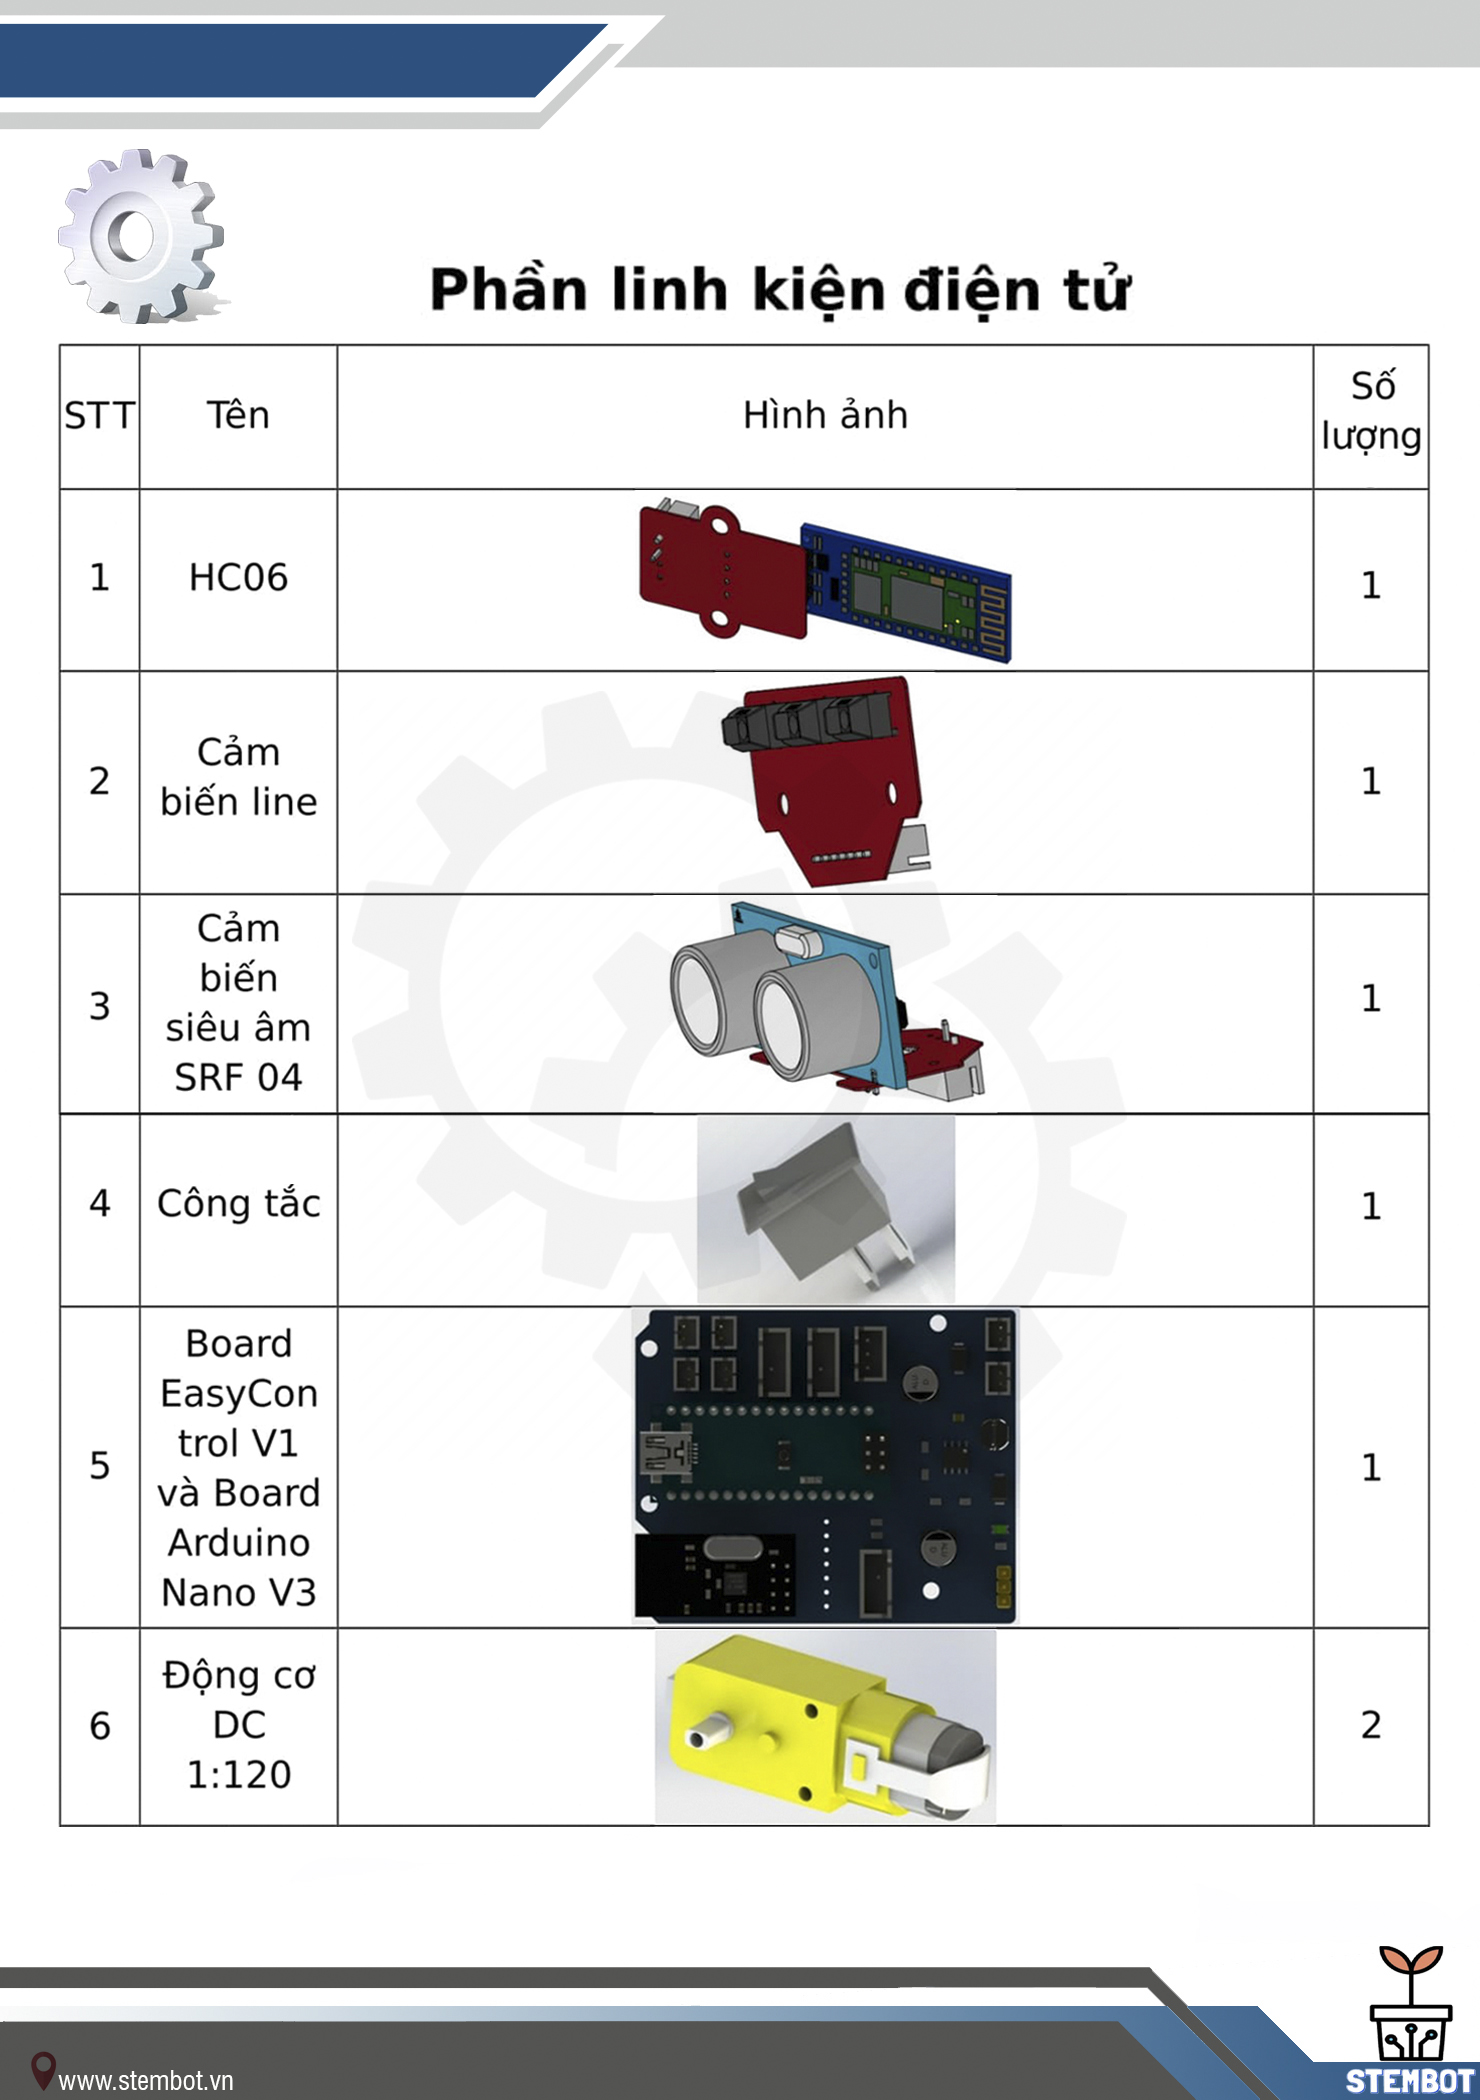 Phần linh kiện điện tử
STT
Tên
Hình ảnh
Số
lượng
1
HC06
1
2
Cảm
biến line
1
3
Cảm
biến
siêu âm
SRF 04
1
4
Công tắc
1
5
Board
EasyCon
trol V1
và Board
Arduino
Nano V3
1
6
Động cơ
DC
1:120
2
www.stembot.vn
STEMBOT